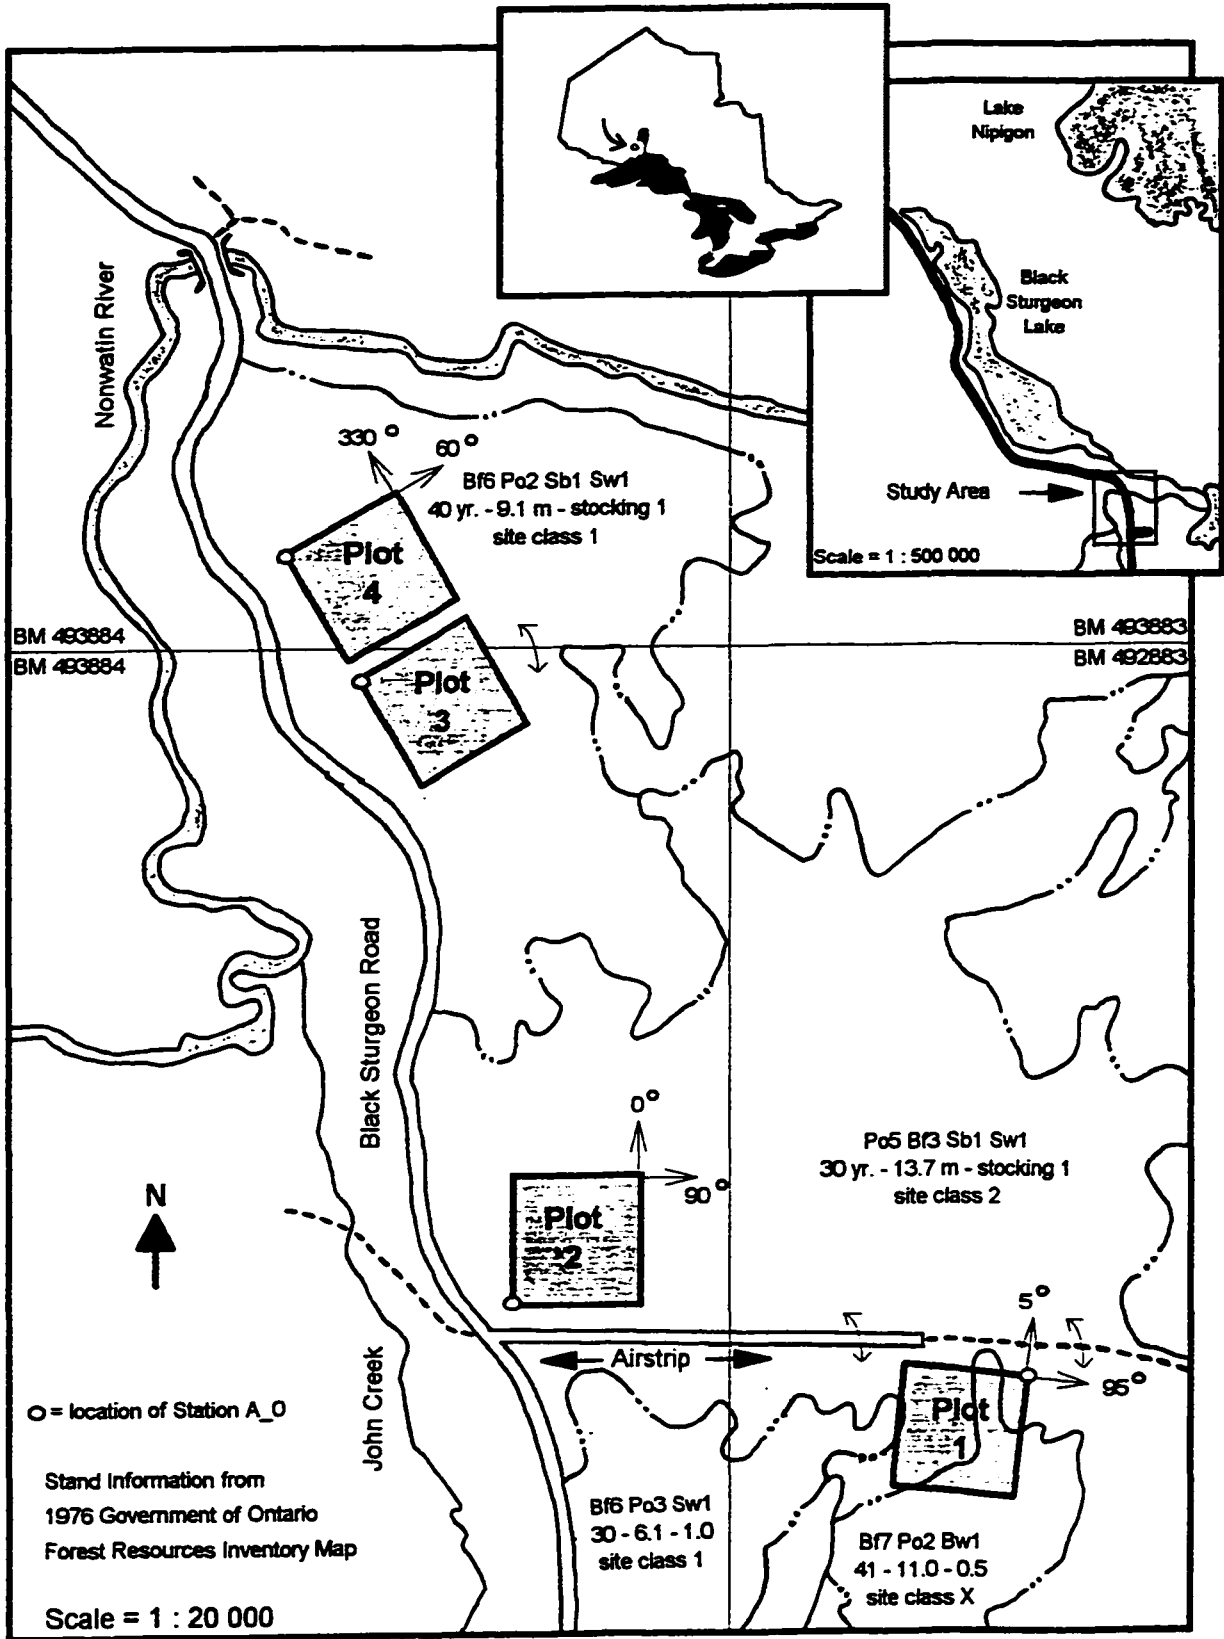 Lake
Nipigon
Black
Sturgeon
Lake
Study Area
Scale = 1 : 500 000
Nonwatin River
330°
60°
Bf6 Po2 Sb1 Sw1
40 yr. - 9.1 m - stocking 1
site class 1
Plot
4
BM 493884
BM 493884
BM 493883
BM 492883
Plot
3
Black Sturgeon Road
0°
90°
Po5 Bf3 Sb1 Sw1
30 yr. - 13.7 m - stocking 1
site class 2
N
Plot
2
5°
95°
Airstrip
Plot
1
John Creek
O = location of Station A_0
Stand Information from
1976 Government of Ontario
Forest Resources Inventory Map
Scale = 1 : 20 000
Bf6 Po3 Sw1
30 - 6.1 - 1.0
site class 1
Bf7 Po2 Bw1
41 - 11.0 - 0.5
site class X